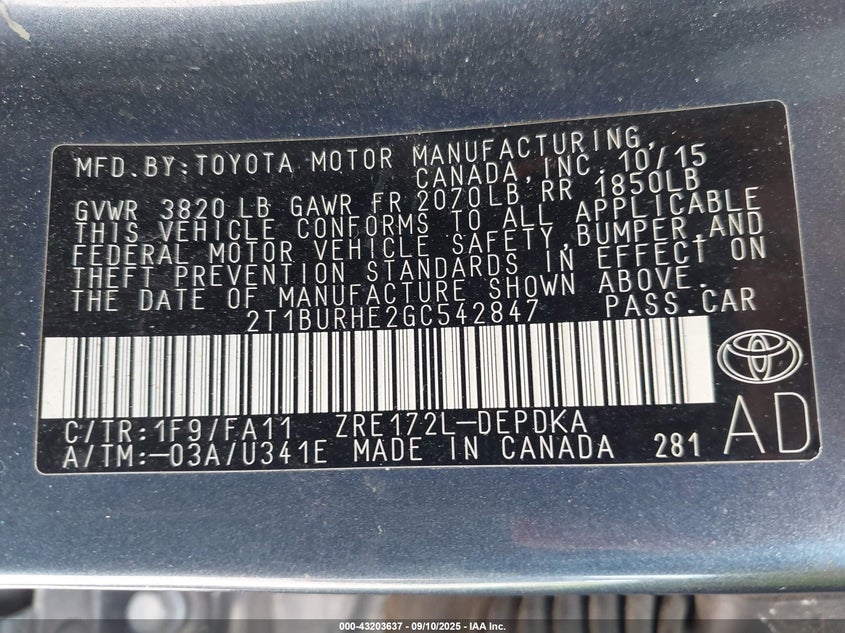 MFD.BY:TOYOTA MOTOR MANUFACTURING,
CANADA,INC. 10/15
GVWR 3820 LB GAWR FR 2070LB RR 1850LB
THIS VEHICLE CONFORMS TO ALL APPLICABLE
FEDERAL MOTOR VEHICLE SAFETY,BUMPER,AND
THEFT PREVENTION STANDARDS IN EFFECT ON
THE DATE OF MANUFACTURE SHOWN ABOVE.
2T1BURHE2GC542847 PASS.CAR
C/TR:1F9/FA11 ZRE172L-DEPDKA
A/TM:-03A/U341E MADE IN CANADA 281
AD
000-43203637 - 09/10/2025 - IAA, Inc.